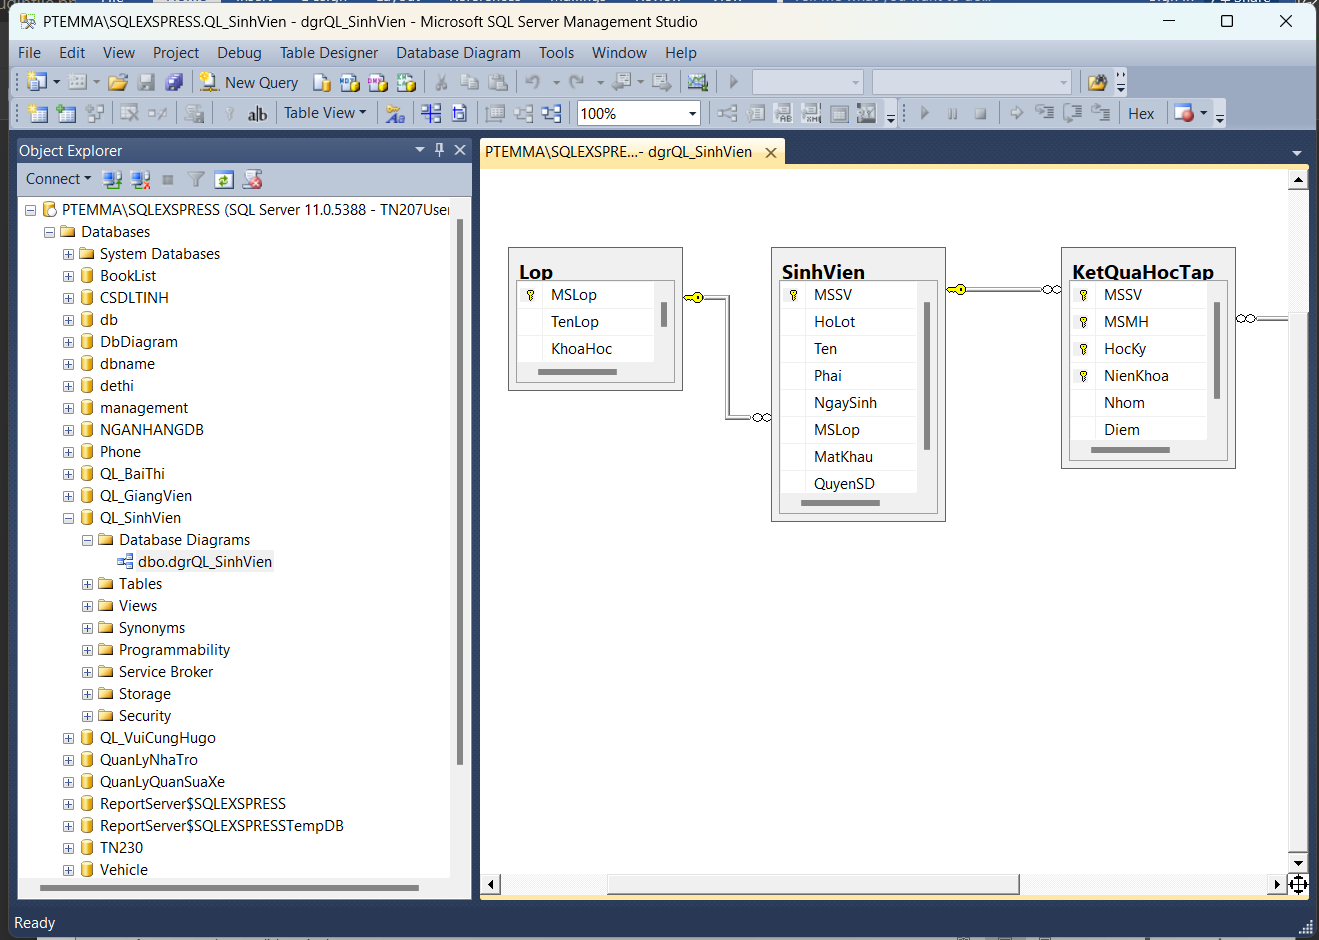 PTEMMA\SQLEXSPRESS.QL_SinhVien - dgrQL_SinhVien - Microsoft SQL Server Management Studio
File Edit View Project Debug Table Designer Database Diagram Tools Window Help
New Query
ab Table View 100% Hex
Object Explorer
Connect
PTEMMA\SQLEXSPRESS (SQL Server 11.0.5388 - TN207User
Databases
System Databases
BookList
CSDLTINH
db
DbDiagram
dbname
dethi
management
NGANHANGDB
Phone
QL_BaiThi
QL_GiangVien
QL_SinhVien
Database Diagrams
dbo.dgrQL_SinhVien
Tables
Views
Synonyms
Programmability
Service Broker
Storage
Security
QL_VuiCungHugo
QuanLyNhaTro
QuanLyQuanSuaXe
ReportServer$SQLEXSPRESS
ReportServer$SQLEXSPRESSTempDB
TN230
Vehicle
PTEMMA\SQLEXSPRE...- dgrQL_SinhVien
Lop
MSLop
TenLop
KhoaHoc
SinhVien
MSSV
HoLot
Ten
Phai
NgaySinh
MSLop
MatKhau
QuyenSD
KetQuaHocTap
MSSV
MSMH
HocKy
NienKhoa
Nhom
Diem
Ready